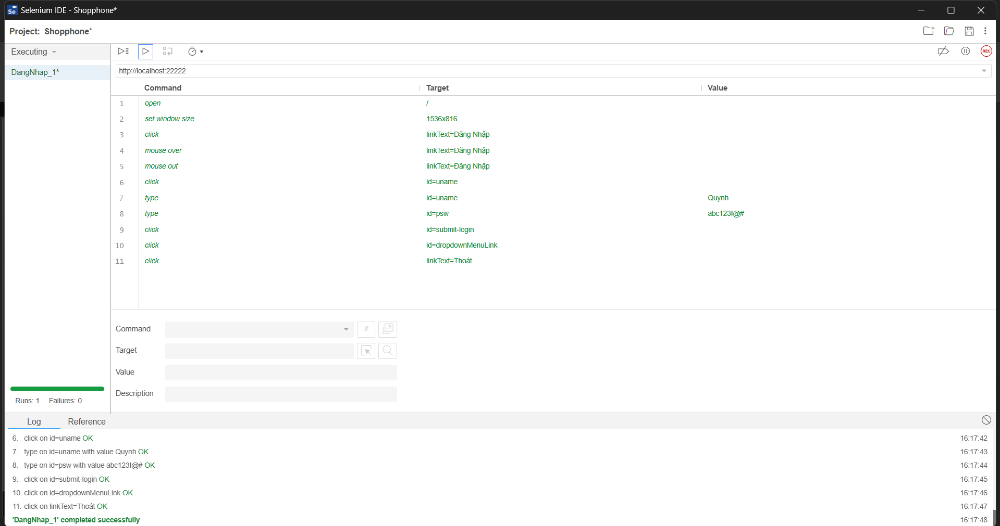 Selenium IDE - Shopphone*
Project: Shopphone*
Executing
REC
DangNhap_1*
http://localhost:22222
Command Target Value
1 open /
2 set window size 1536x816
3 click linkText=Đăng Nhập
4 mouse over linkText=Đăng Nhập
5 mouse out linkText=Đăng Nhập
6 click id=uname
7 type id=uname Quynh
8 type id=psw abc123!@#
9 click id=submit-login
10 click id=dropdownMenuLink
11 click linkText=Thoát
Command //
Target
Value
Description
Runs: 1 Failures: 0
Log Reference
6. click on id=uname OK 16:17:42
7. type on id=uname with value Quynh OK 16:17:43
8. type on id=psw with value abc123!@# OK 16:17:44
9. click on id=submit-login OK 16:17:45
10. click on id=dropdownMenuLink OK 16:17:46
11. click on linkText=Thoát OK 16:17:47
'DangNhap_1' completed successfully 16:17:48